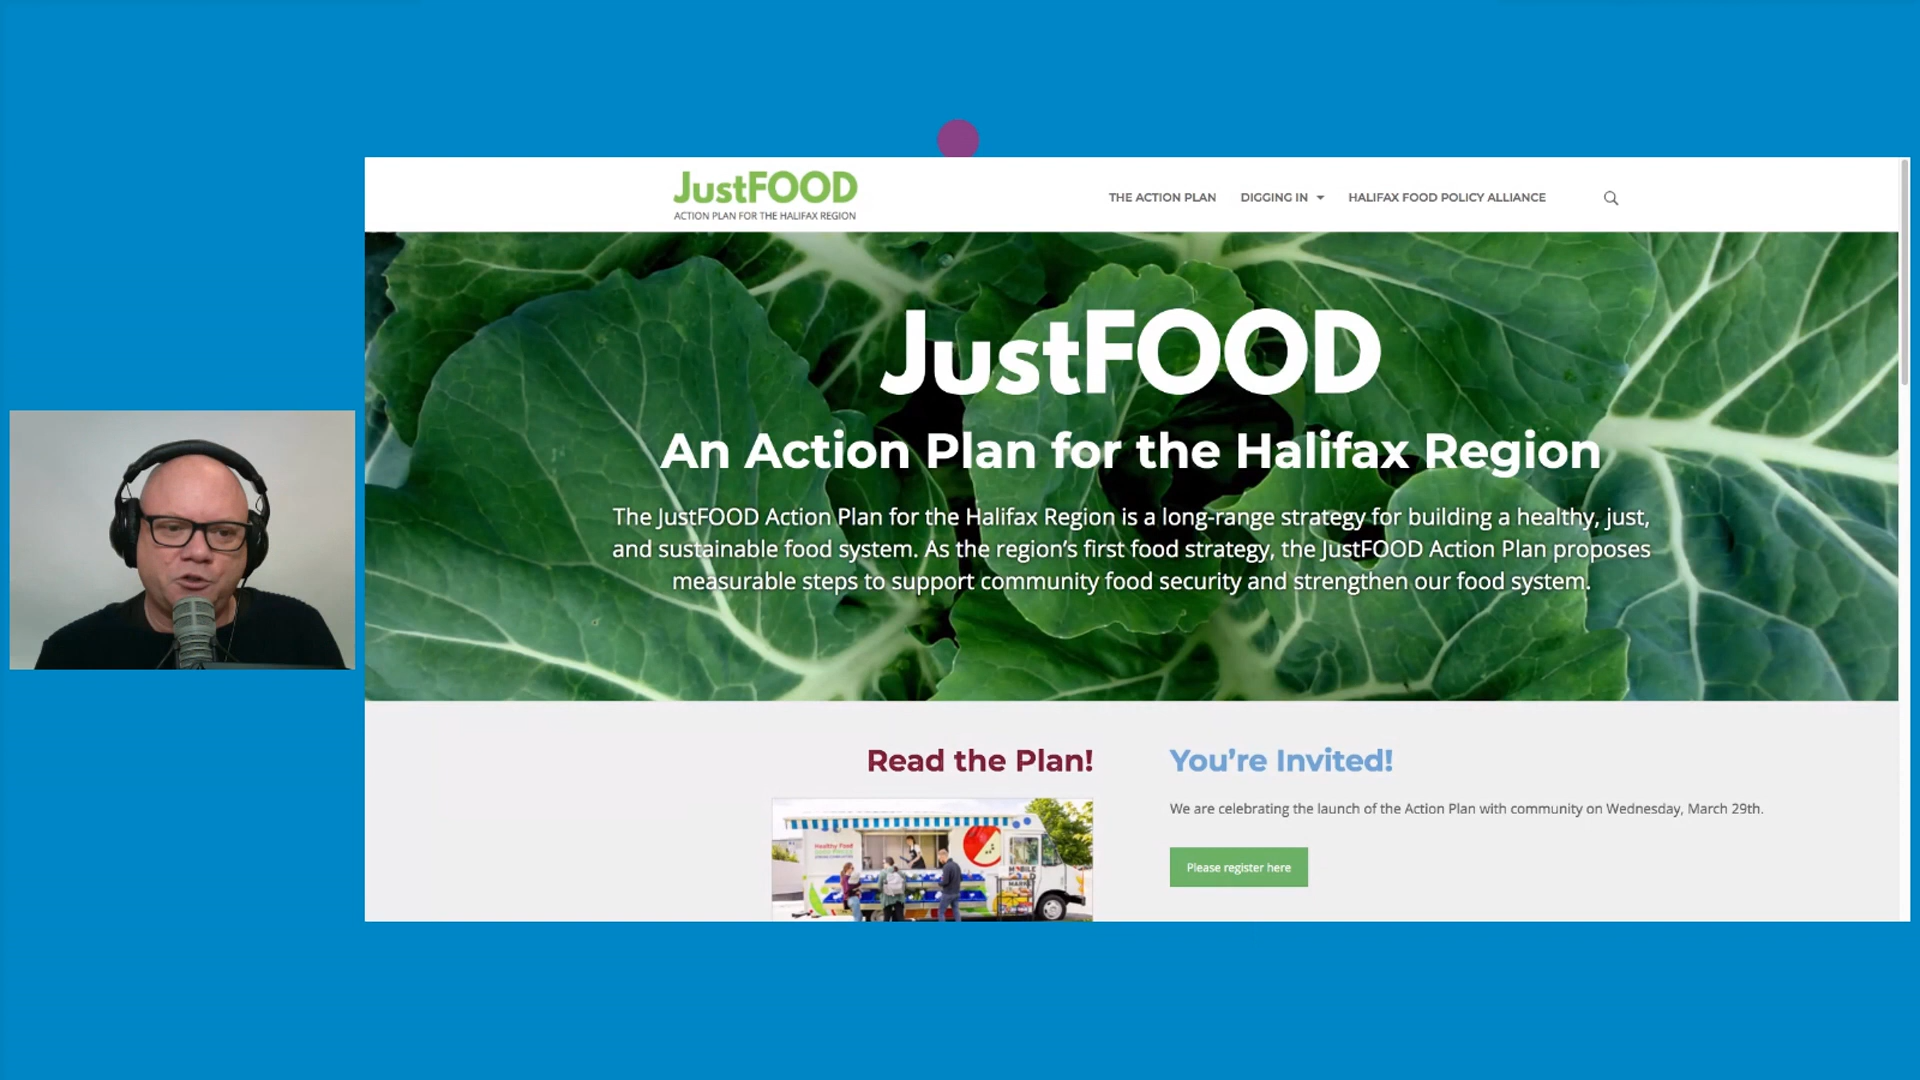 JustFOOD
ACTION PLAN FOR THE HALIFAX REGION
THE ACTION PLAN
DIGGING IN
HALIFAX FOOD POLICY ALLIANCE
JustFOOD
An Action Plan for the Halifax Region
The JustFOOD Action Plan for the Halifax Region is a long-range strategy for building a healthy, just,
and sustainable food system. As the region’s first food strategy, the JustFOOD Action Plan proposes
measurable steps to support community food security and strengthen our food system.
Read the Plan!
Healthy Food
MOBILE
MARKET
You’re Invited!
We are celebrating the launch of the Action Plan with community on Wednesday, March 29th.
Please register here